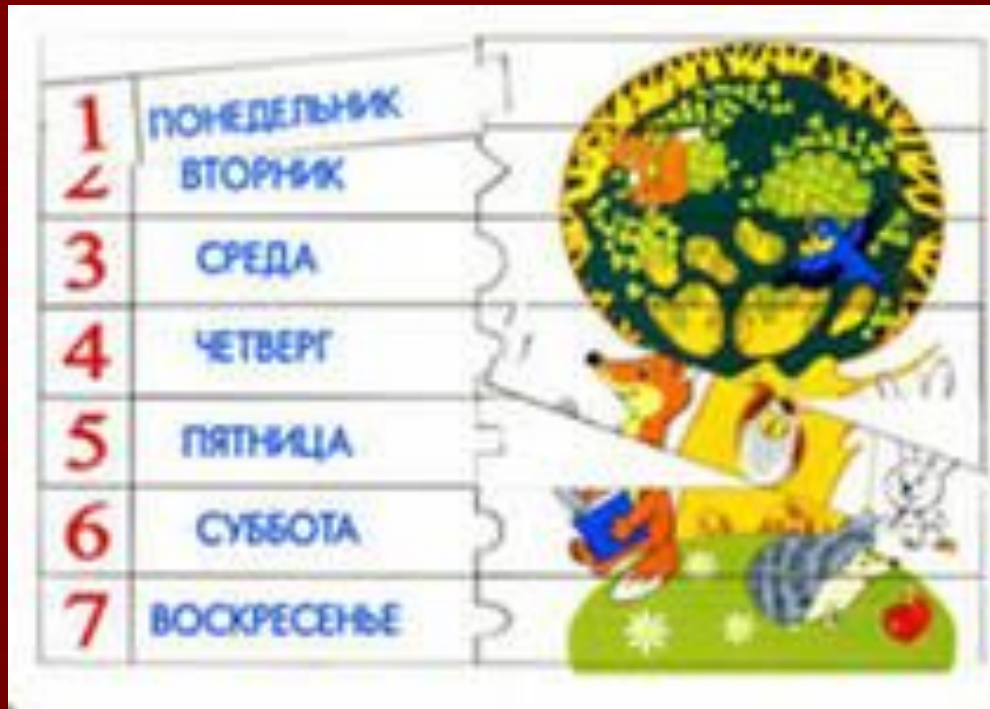 1 ПОНЕДЕЛЬНИК
2 ВТОРНИК
3 СРЕДА
4 ЧЕТВЕРГ
5 ПЯТНИЦА
6 СУББОТА
7 ВОСКРЕСЕНЬЕ